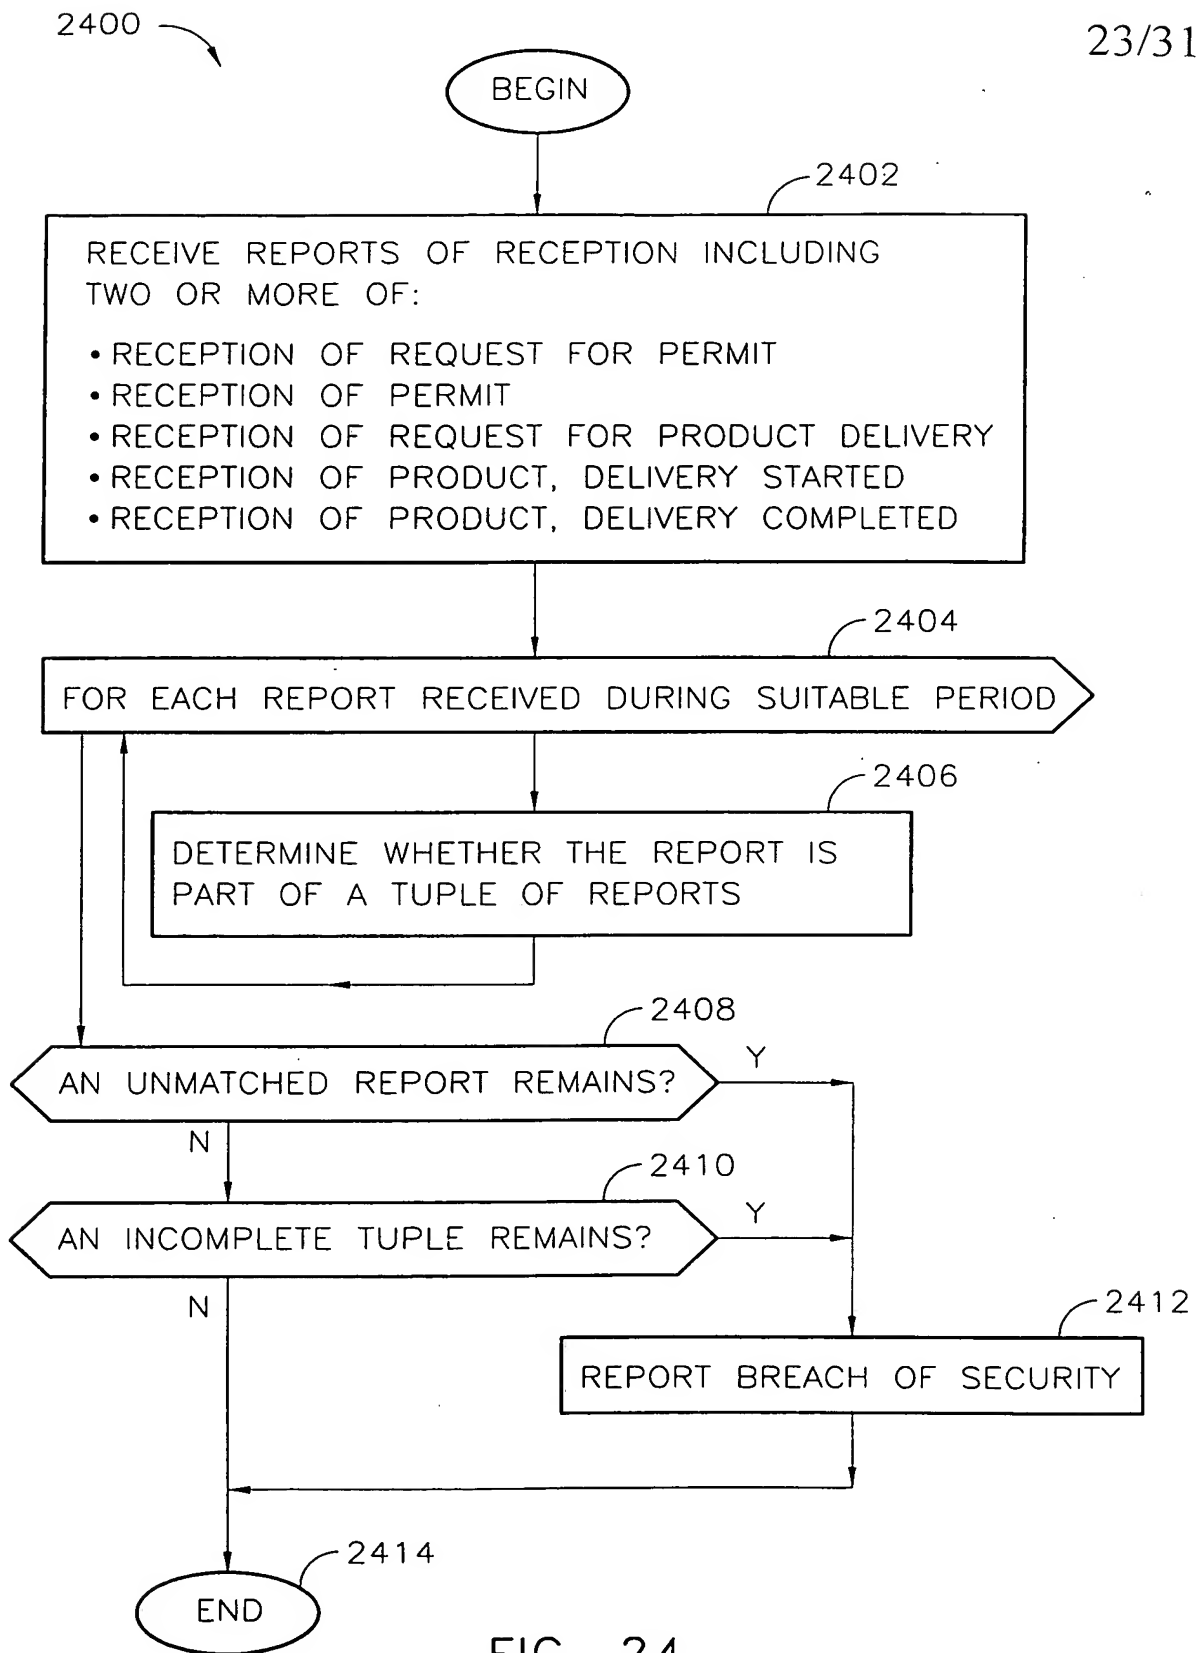 2400
23/31
BEGIN
2402
RECEIVE REPORTS OF RECEPTION INCLUDING
TWO OR MORE OF:
• RECEPTION OF REQUEST FOR PERMIT
• RECEPTION OF PERMIT
• RECEPTION OF REQUEST FOR PRODUCT DELIVERY
• RECEPTION OF PRODUCT, DELIVERY STARTED
• RECEPTION OF PRODUCT, DELIVERY COMPLETED
2404
FOR EACH REPORT RECEIVED DURING SUITABLE PERIOD
2406
DETERMINE WHETHER THE REPORT IS
PART OF A TUPLE OF REPORTS
2408
AN UNMATCHED REPORT REMAINS?
Y
N
2410
AN INCOMPLETE TUPLE REMAINS?
Y
N
2412
REPORT BREACH OF SECURITY
2414
END
FIG. 24